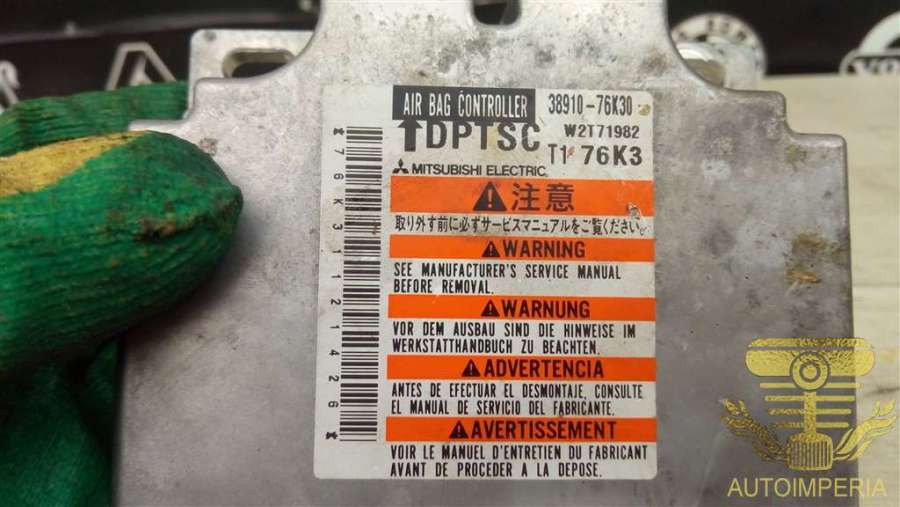 AIR BAG CONTROLLER 38910-76K30
DPTSC W2T71982
T1 76K3
MITSUBISHI ELECTRIC
注意
取り外す前に必ずサービスマニュアルをご覧ください。
WARNING
SEE MANUFACTURER'S SERVICE MANUAL
BEFORE REMOVAL.
WARNUNG
VOR DEM AUSBAU SIND DIE HINWEISE IM
WERKSTATTHANDBUCH ZU BEACHTEN.
ADVERTENCIA
ANTES DE EFECTUAR EL DESMONTAJE, CONSULTE
EL MANUAL DE SERVICIO DEL FABRICANTE.
AVERTISSEMENT
VOIR LE MANUEL D'ENTRETIEN DU FABRICANT
AVANT DE PROCEDER A LA DEPOSE.
*76K31121426*
AUTOIMPERIA